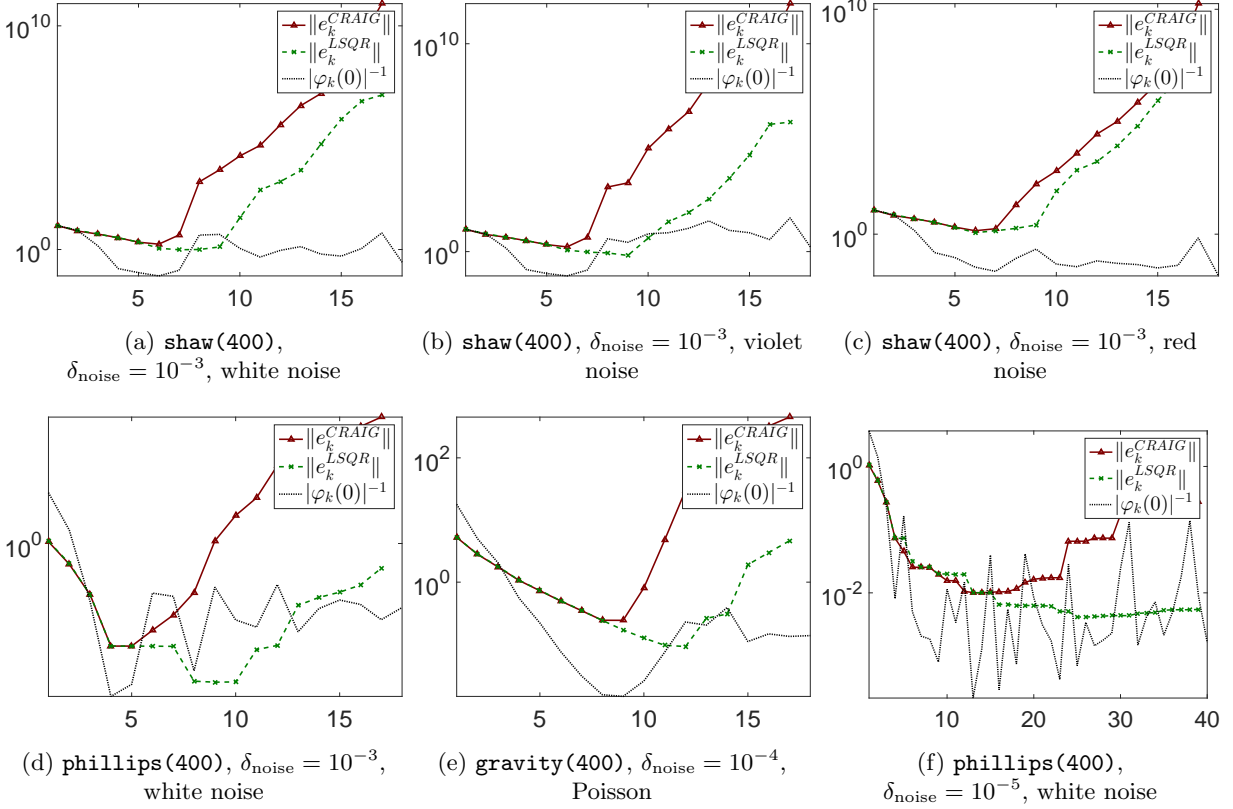 10^{10}
10^{0}
5
10
15
‖e_k^{CRAIG}‖
‖e_k^{LSQR}‖
|φ_k(0)|^{-1}
(a) shaw(400),
δ_noise = 10^{-3}, white noise
10^{10}
10^{0}
5
10
15
‖e_k^{CRAIG}‖
‖e_k^{LSQR}‖
|φ_k(0)|^{-1}
(b) shaw(400), δ_noise = 10^{-3}, violet
noise
10^{10}
10^{0}
5
10
15
‖e_k^{CRAIG}‖
‖e_k^{LSQR}‖
|φ_k(0)|^{-1}
(c) shaw(400), δ_noise = 10^{-3}, red
noise
10^{0}
5
10
15
‖e_k^{CRAIG}‖
‖e_k^{LSQR}‖
|φ_k(0)|^{-1}
(d) phillips(400), δ_noise = 10^{-3},
white noise
10^{2}
10^{0}
5
10
15
‖e_k^{CRAIG}‖
‖e_k^{LSQR}‖
|φ_k(0)|^{-1}
(e) gravity(400), δ_noise = 10^{-4},
Poisson
10^{0}
10^{-2}
10
20
30
40
‖e_k^{CRAIG}‖
‖e_k^{LSQR}‖
|φ_k(0)|^{-1}
(f) phillips(400),
δ_noise = 10^{-5}, white noise